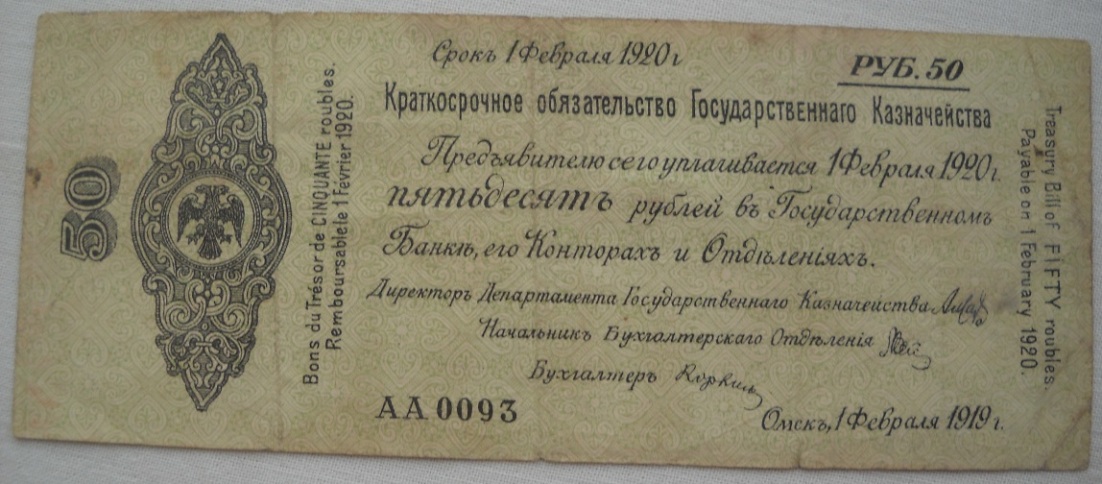 50
Bons du Trésor de CINQUANTE roubles.
Remboursable le 1 Février 1920.
Срокъ 1 Февраля 1920 г
РУБ. 50
Краткосрочное обязательство Государственнаго Казначейства
Предъявителю сего уплачивается 1 Февраля 1920 г.
пятьдесятъ рублей въ Государственномъ
Банкѣ, его Конторахъ и Отдѣленіяхъ.
Директоръ Департамента Государственнаго Казначейства
Начальникъ Бухгалтерскаго Отдѣленія
Бухгалтеръ
АА 0093
Омскъ, 1 Февраля 1919 г.
Treasury Bill of FIFTY roubles.
Payable on 1 February 1920.